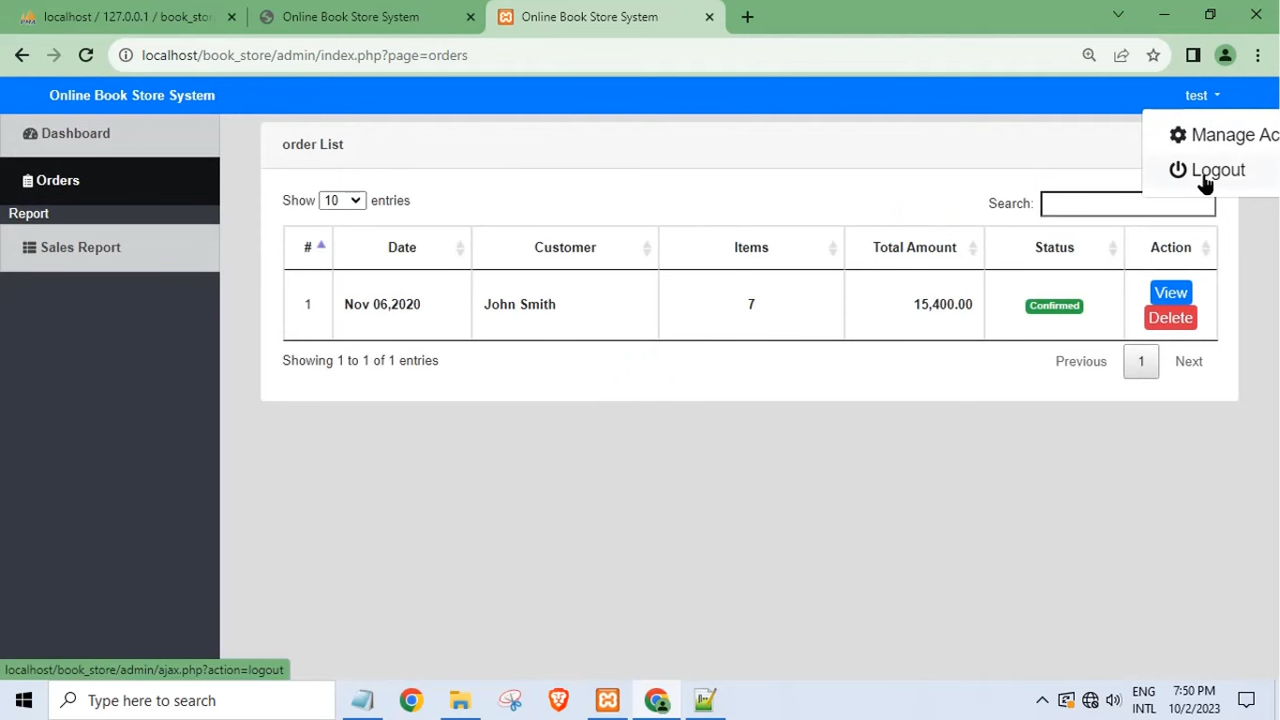 localhost / 127.0.0.1 / book_sto
Online Book Store System
Online Book Store System
localhost/book_store/admin/index.php?page=orders
Online Book Store System
test
Manage Ac
Logout
Dashboard
Orders
Report
Sales Report
order List
Show 10 entries
Search:
# Date Customer Items Total Amount Status Action
1 Nov 06,2020 John Smith 7 15,400.00 Confirmed View
Delete
Showing 1 to 1 of 1 entries
Previous 1 Next
localhost/book_store/admin/ajax.php?action=logout
Type here to search
ENG
INTL
7:50 PM
10/2/2023